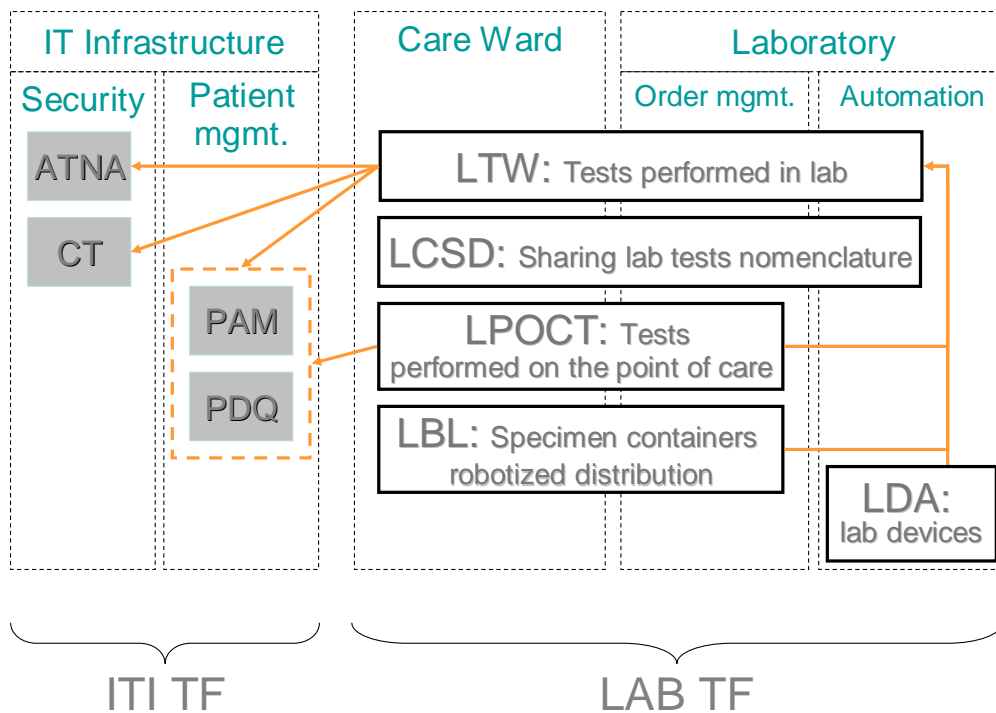 IT Infrastructure
Care Ward
Laboratory
Security
Patient
mgmt.
Order mgmt.
Automation
ATNA
CT
PAM
PDQ
LTW: Tests performed in lab
LCSD: Sharing lab tests nomenclature
LPOCT: Tests
performed on the point of care
LBL: Specimen containers
robotized distribution
LDA:
lab devices
ITI TF
LAB TF